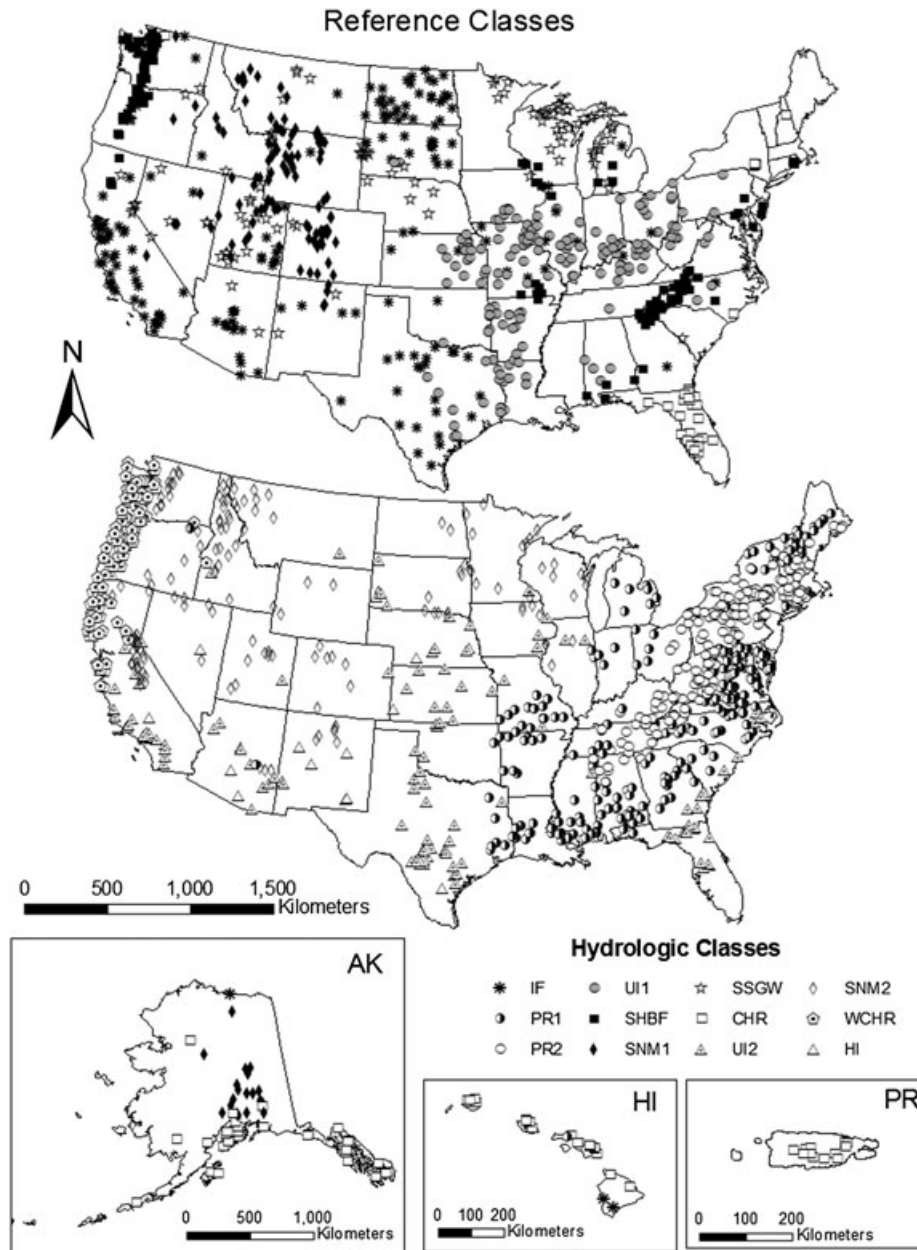 Reference Classes
N
0 500 1,000 1,500
Kilometers
Hydrologic Classes
IF UI1 SSGW SNM2
PR1 SHBF CHR WCHR
PR2 SNM1 UI2 HI
AK
0 500 1,000
Kilometers
HI
0 100 200
Kilometers
PR
0 100 200
Kilometers